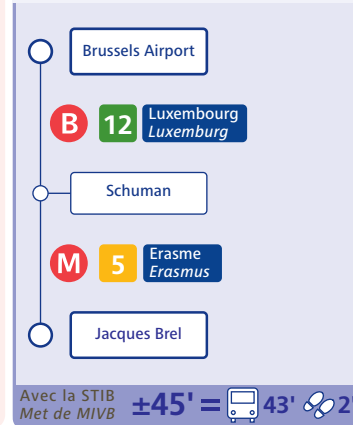 Brussels Airport
B 12 Luxembourg
Luxemburg
Schuman
M 5 Erasme
Erasmus
Jacques Brel
Avec la STIB
Met de MIVB ±45' = 43' 2'